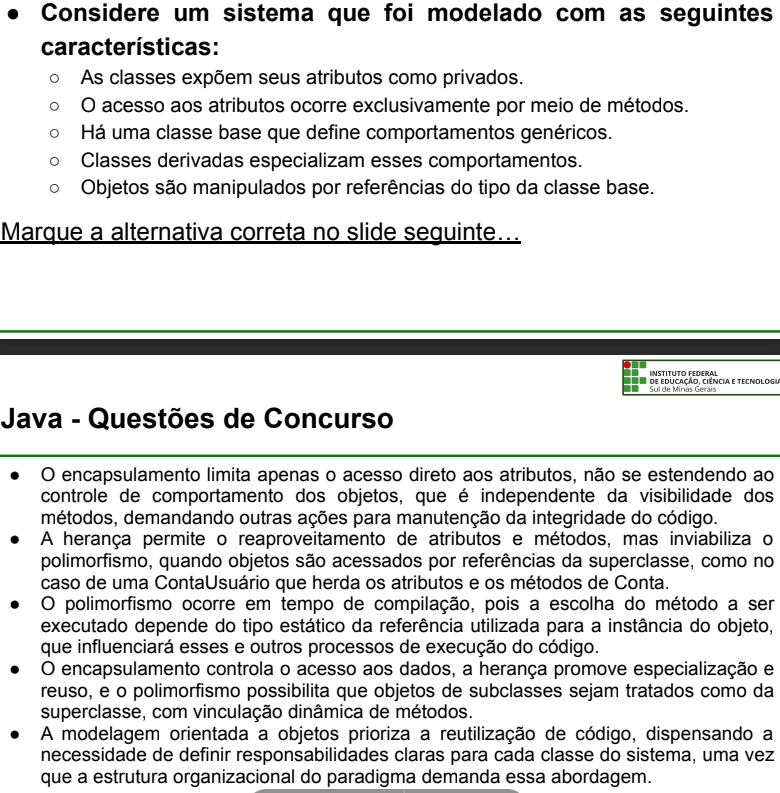 ● Considere um sistema que foi modelado com as seguintes
características:
○ As classes expõem seus atributos como privados.
○ O acesso aos atributos ocorre exclusivamente por meio de métodos.
○ Há uma classe base que define comportamentos genéricos.
○ Classes derivadas especializam esses comportamentos.
○ Objetos são manipulados por referências do tipo da classe base.
Marque a alternativa correta no slide seguinte…
INSTITUTO FEDERAL
DE EDUCAÇÃO, CIÊNCIA E TECNOLOGIA
Sul de Minas Gerais
Java - Questões de Concurso
● O encapsulamento limita apenas o acesso direto aos atributos, não se estendendo ao
controle de comportamento dos objetos, que é independente da visibilidade dos
métodos, demandando outras ações para manutenção da integridade do código.
● A herança permite o reaproveitamento de atributos e métodos, mas inviabiliza o
polimorfismo, quando objetos são acessados por referências da superclasse, como no
caso de uma ContaUsuário que herda os atributos e os métodos de Conta.
● O polimorfismo ocorre em tempo de compilação, pois a escolha do método a ser
executado depende do tipo estático da referência utilizada para a instância do objeto,
que influenciará esses e outros processos de execução do código.
● O encapsulamento controla o acesso aos dados, a herança promove especialização e
reuso, e o polimorfismo possibilita que objetos de subclasses sejam tratados como da
superclasse, com vinculação dinâmica de métodos.
● A modelagem orientada a objetos prioriza a reutilização de código, dispensando a
necessidade de definir responsabilidades claras para cada classe do sistema, uma vez
que a estrutura organizacional do paradigma demanda essa abordagem.